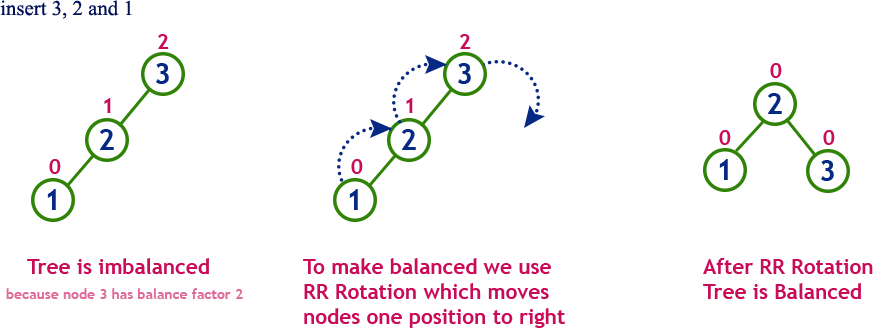 insert 3, 2 and 1
2
3
1
2
0
1
Tree is imbalanced
because node 3 has balance factor 2
2
3
1
2
0
1
To make balanced we use
RR Rotation which moves
nodes one position to right
0
2
0 0
1 3
After RR Rotation
Tree is Balanced